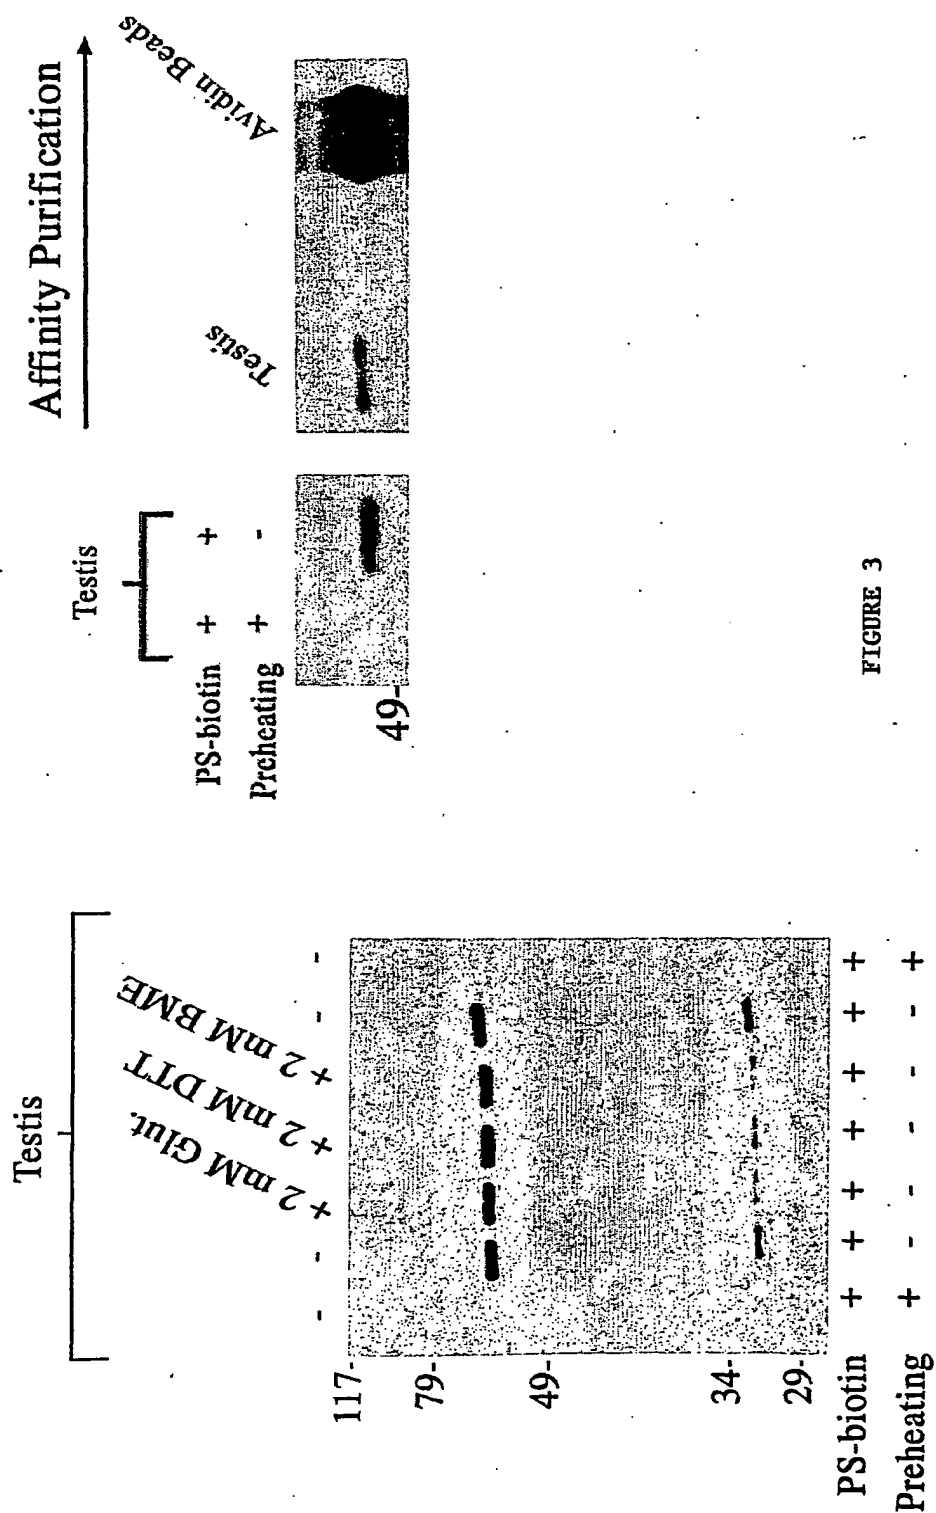 Testis
- - + 2 mM Glut. + 2 mM DTT + 2 mM BME - -
117-
79-
49-
34-
29-
PS-biotin + + + + + + +
Preheating + - - - - - +
Testis
PS-biotin + +
Preheating + -
49-
Affinity Purification
Testis Avidin Beads
FIGURE 3